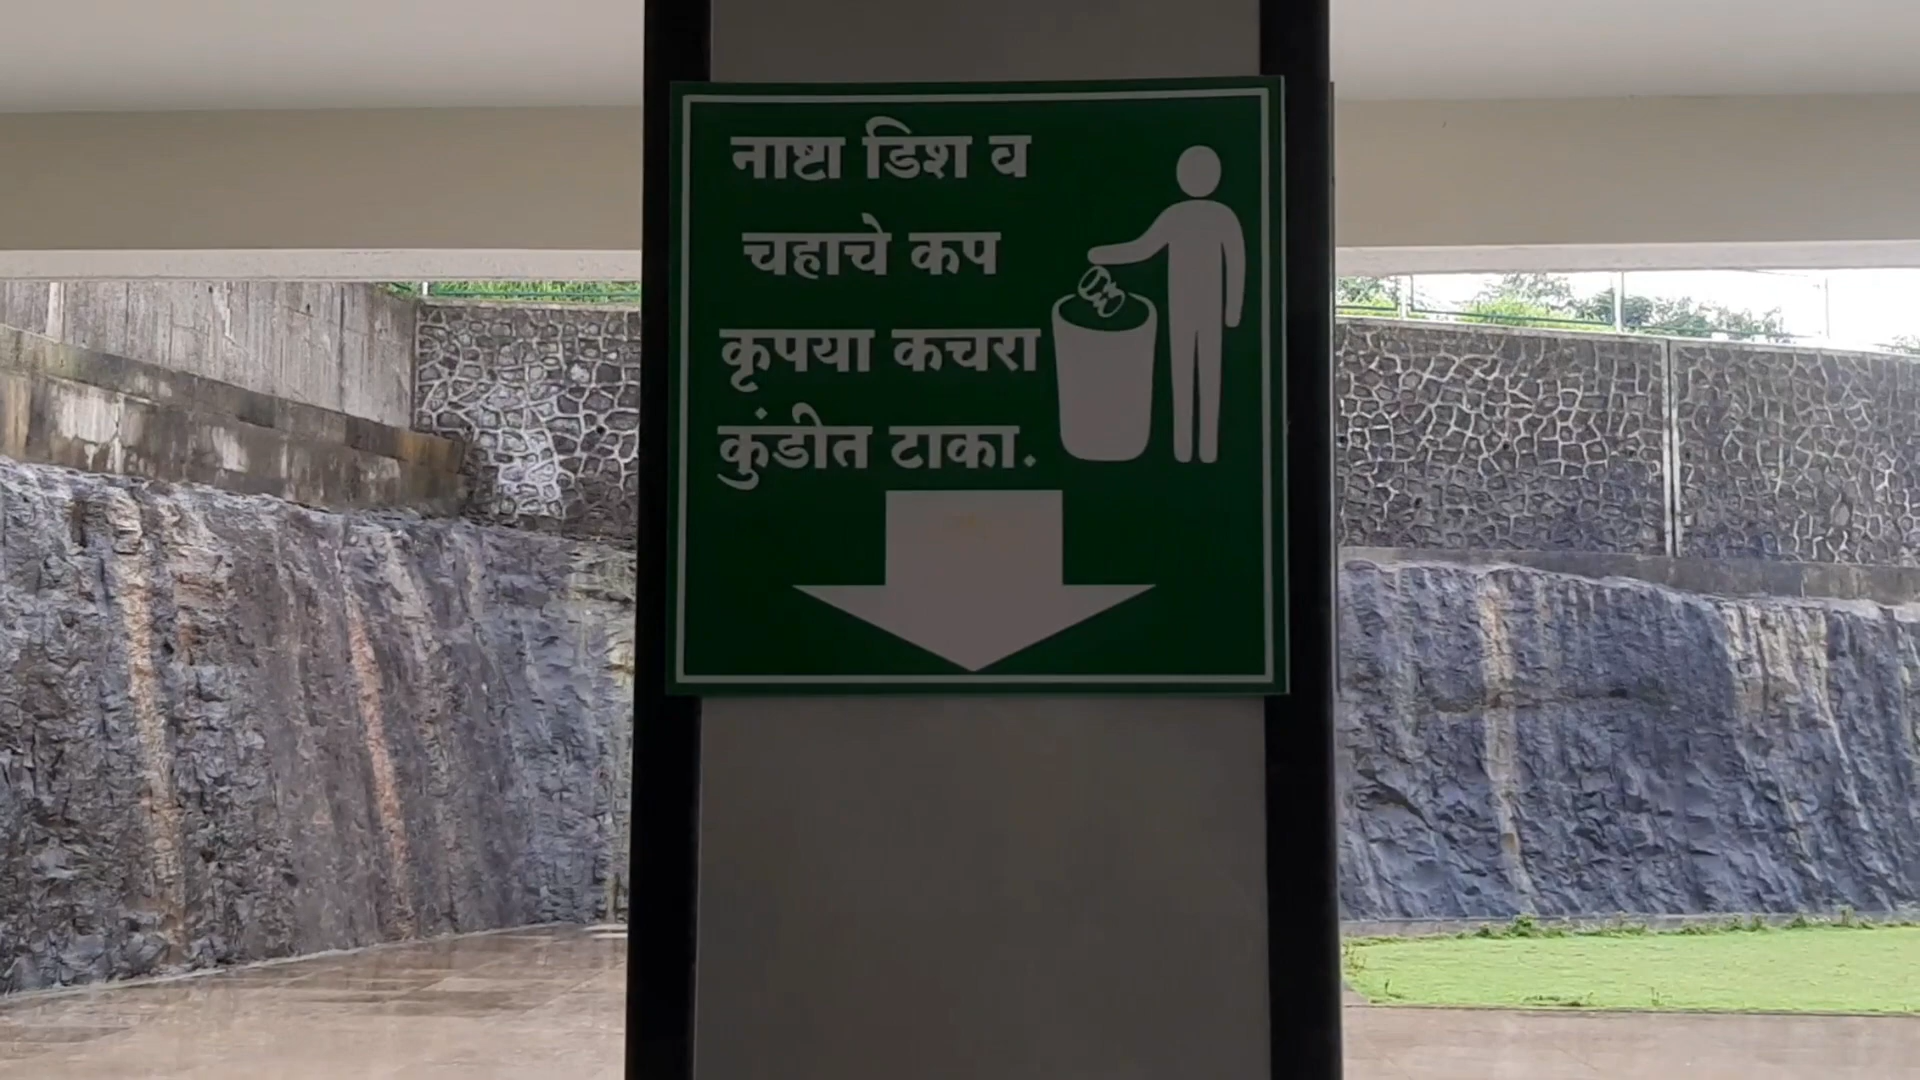 नाष्टा डिश व
चहाचे कप
कृपया कचरा
कुंडीत टाका.